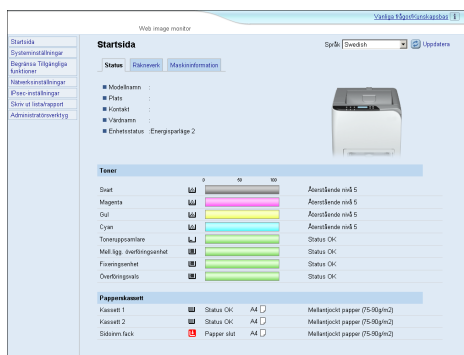 Vanliga frågor/Kunskapsbas
Web image monitor
Startsida
Systeminställningar
Begränsa Tillgängliga funktioner
Nätverksinställningar
IPsec-inställningar
Skriv ut lista/rapport
Administratörsverktyg
Startsida
Språk Swedish Uppdatera
Status Räkneverk Maskininformation
Modellnamn :
Plats :
Kontakt :
Värdnamn :
Enhetsstatus :Energisparläge 2
Toner
0 50 100
Svart Återstående nivå 5
Magenta Återstående nivå 5
Gul Återstående nivå 5
Cyan Återstående nivå 5
Toneruppsamlare Status OK
Mell.ligg. överföringsenhet Status OK
Fixeringsenhet Status OK
Överföringsvals Status OK
Papperskassett
Kassett 1 Status OK A4 Mellantjockt papper (75-90g/m2)
Kassett 2 Status OK A4 Mellantjockt papper (75-90g/m2)
Sidoinm.fack Papper slut A4 Mellantjockt papper (75-90g/m2)